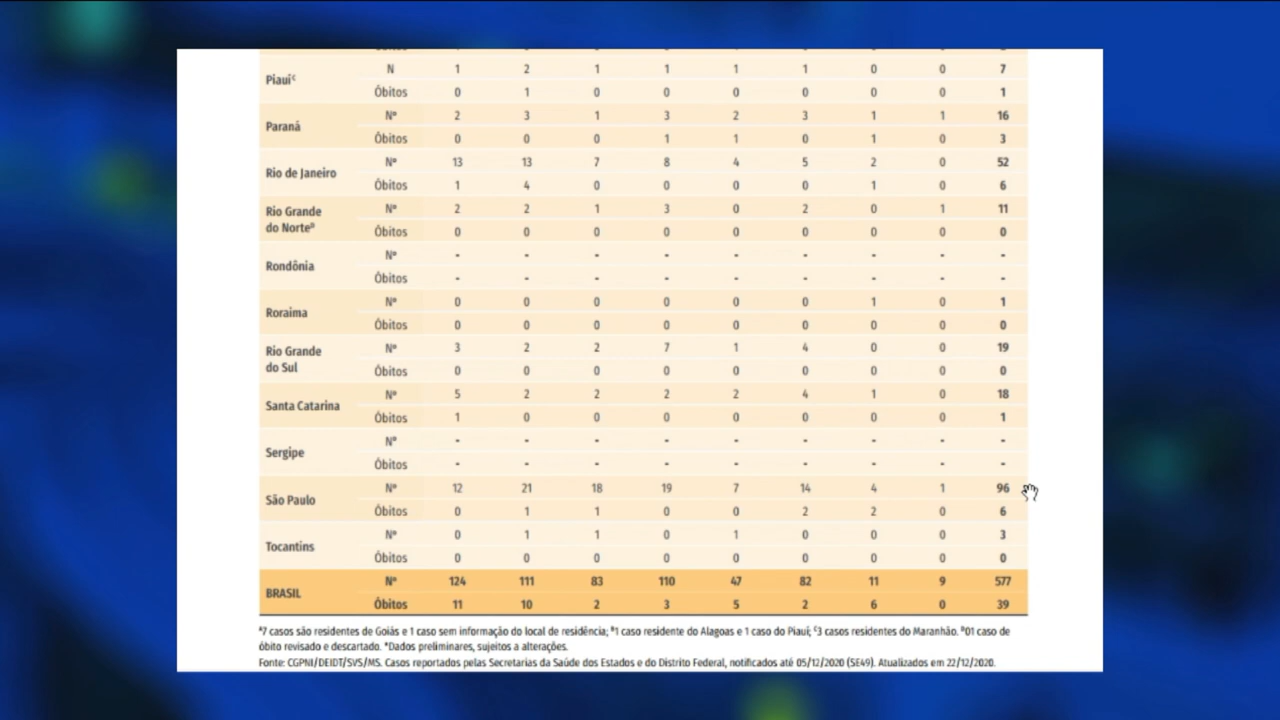 Piauíᶜ N 1 2 1 1 1 1 0 0 7
Óbitos 0 1 0 0 0 0 0 0 1
Paraná Nº 2 3 1 3 2 3 1 1 16
Óbitos 0 0 0 1 1 0 1 0 3
Rio de Janeiro Nº 13 13 7 8 4 5 2 0 52
Óbitos 1 4 0 0 0 0 1 0 6
Rio Grande do Norteᴰ Nº 2 2 1 3 0 2 0 1 11
Óbitos 0 0 0 0 0 0 0 0 0
Rondônia Nº - - - - - - - - -
Óbitos - - - - - - - - -
Roraima Nº 0 0 0 0 0 0 1 0 1
Óbitos 0 0 0 0 0 0 0 0 0
Rio Grande do Sul Nº 3 2 2 7 1 4 0 0 19
Óbitos 0 0 0 0 0 0 0 0 0
Santa Catarina Nº 5 2 2 2 2 4 1 0 18
Óbitos 1 0 0 0 0 0 0 0 1
Sergipe Nº - - - - - - - - -
Óbitos - - - - - - - - -
São Paulo Nº 12 21 18 19 7 14 4 1 96
Óbitos 0 1 1 0 0 2 2 0 6
Tocantins Nº 0 1 1 0 1 0 0 0 3
Óbitos 0 0 0 0 0 0 0 0 0
BRASIL Nº 124 111 83 110 47 82 11 9 577
Óbitos 11 10 2 3 5 2 6 0 39
ᴬ7 casos são residentes de Goiás e 1 caso sem informação do local de residência; ᴮ1 caso residente do Alagoas e 1 caso do Piauí; ᶜ3 casos residentes do Maranhão. ᴰ01 caso de
óbito revisado e descartado. *Dados preliminares, sujeitos a alterações.
Fonte: CGPNI/DEIDT/SVS/MS. Casos reportados pelas Secretarias da Saúde dos Estados e do Distrito Federal, notificados até 05/12/2020 (SE49). Atualizados em 22/12/2020.